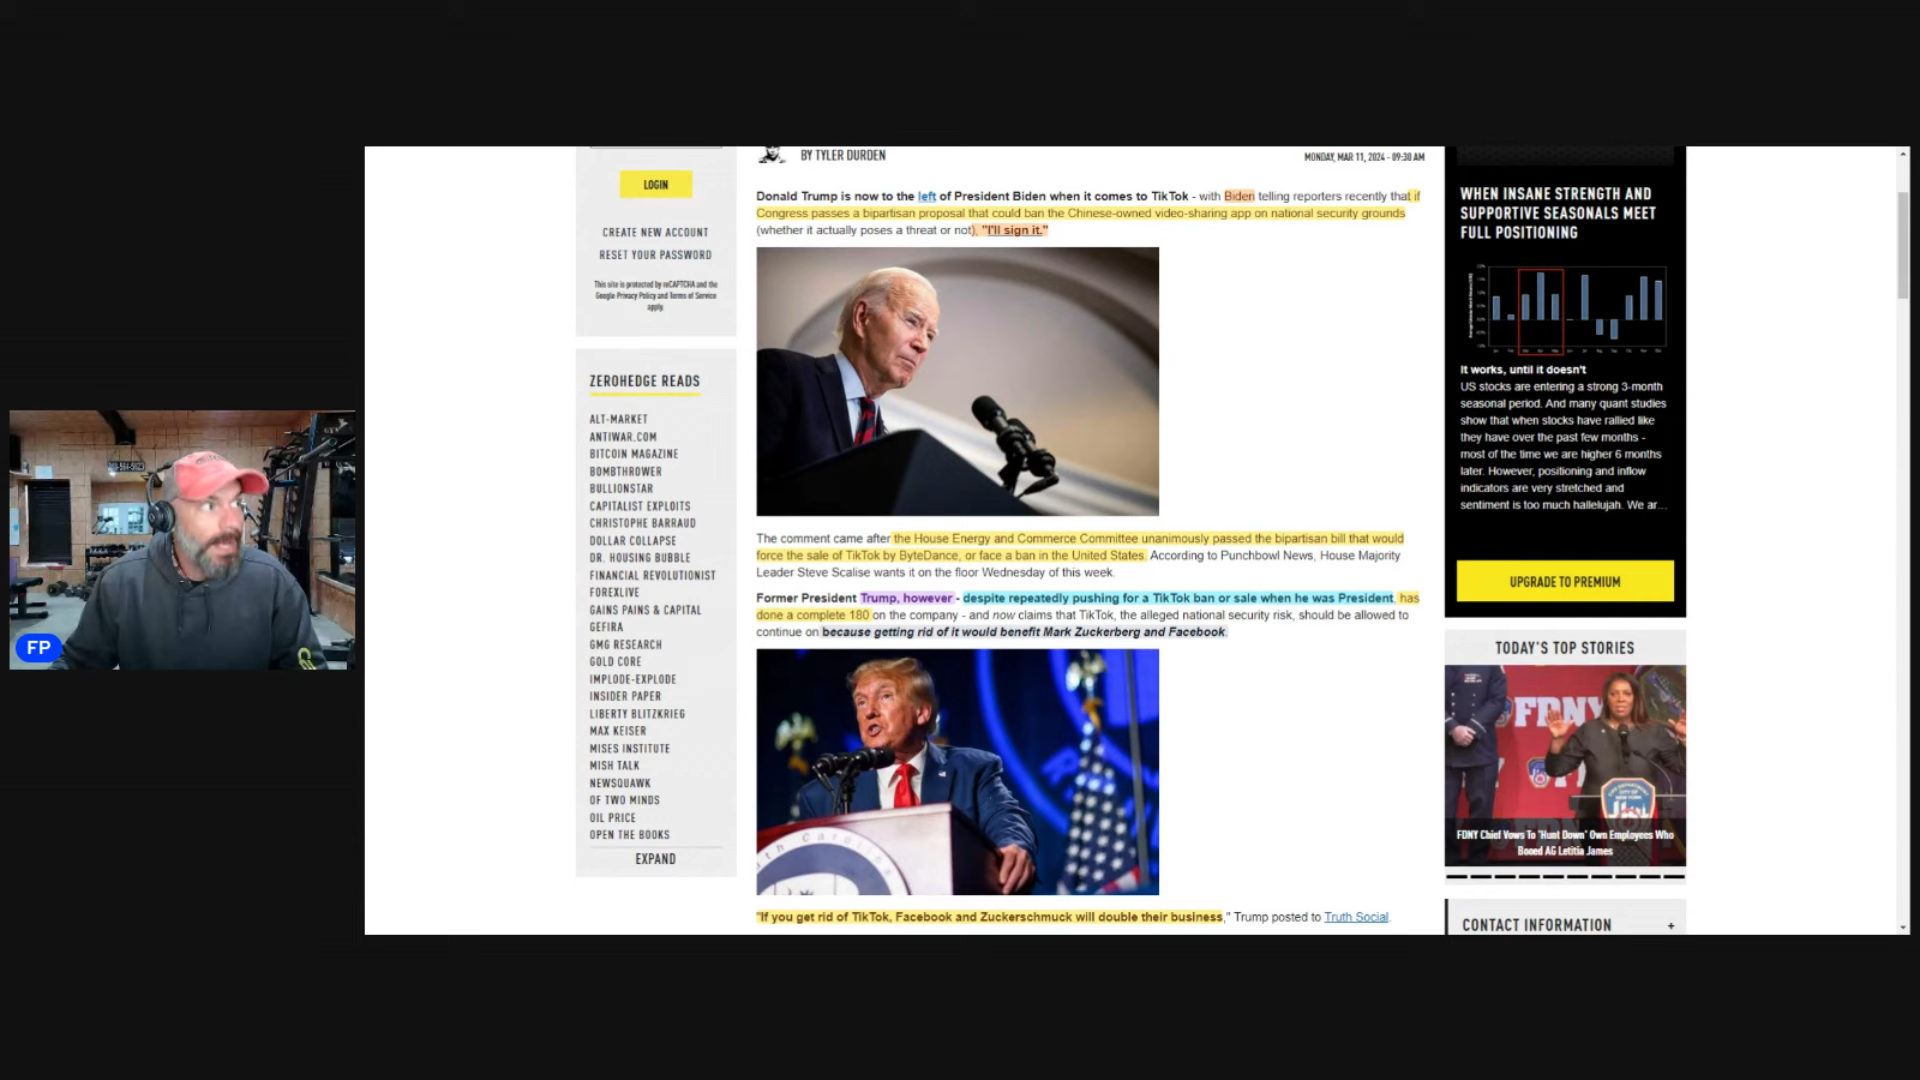 BY TYLER DURDEN
MONDAY, MAR 11, 2024 - 09:30 AM
LOGIN
CREATE NEW ACCOUNT
RESET YOUR PASSWORD
This site is protected by reCAPTCHA and the
Google Privacy Policy and Terms of Service
apply.
ZEROHEDGE READS
ALT-MARKET
ANTIWAR.COM
BITCOIN MAGAZINE
BOMBTHROWER
BULLIONSTAR
CAPITALIST EXPLOITS
CHRISTOPHE BARRAUD
DOLLAR COLLAPSE
DR. HOUSING BUBBLE
FINANCIAL REVOLUTIONIST
FOREXLIVE
GAINS PAINS & CAPITAL
GEFIRA
GMG RESEARCH
GOLD CORE
IMPLODE-EXPLODE
INSIDER PAPER
LIBERTY BLITZKRIEG
MAX KEISER
MISES INSTITUTE
MISH TALK
NEWSQUAWK
OF TWO MINDS
OIL PRICE
OPEN THE BOOKS
EXPAND
Donald Trump is now to the left of President Biden when it comes to TikTok - with Biden telling reporters recently that if
Congress passes a bipartisan proposal that could ban the Chinese-owned video-sharing app on national security grounds
(whether it actually poses a threat or not), "I'll sign it."
The comment came after the House Energy and Commerce Committee unanimously passed the bipartisan bill that would
force the sale of TikTok by ByteDance, or face a ban in the United States. According to Punchbowl News, House Majority
Leader Steve Scalise wants it on the floor Wednesday of this week.
Former President Trump, however - despite repeatedly pushing for a TikTok ban or sale when he was President, has
done a complete 180 on the company - and now claims that TikTok, the alleged national security risk, should be allowed to
continue on because getting rid of it would benefit Mark Zuckerberg and Facebook.
"If you get rid of TikTok, Facebook and Zuckerschmuck will double their business," Trump posted to Truth Social.
WHEN INSANE STRENGTH AND
SUPPORTIVE SEASONALS MEET
FULL POSITIONING
It works, until it doesn't
US stocks are entering a strong 3-month
seasonal period. And many quant studies
show that when stocks have rallied like
they have over the past few months -
most of the time we are higher 6 months
later. However, positioning and inflow
indicators are very stretched and
sentiment is too much hallelujah. We ar...
UPGRADE TO PREMIUM
TODAY'S TOP STORIES
FDNY
FDNY Chief Vows To 'Hunt Down' Own Employees Who
Booed AG Letitia James
CONTACT INFORMATION +
FP